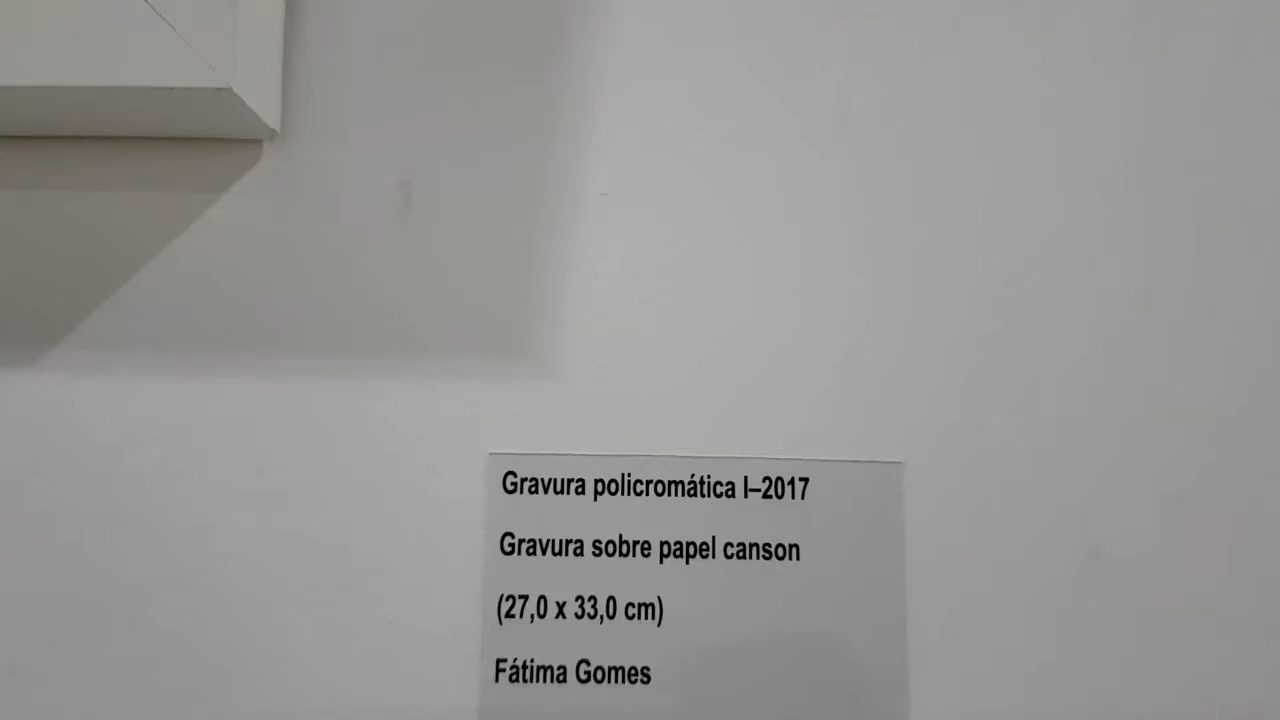 Gravura policromática I–2017
Gravura sobre papel canson
(27,0 x 33,0 cm)
Fátima Gomes